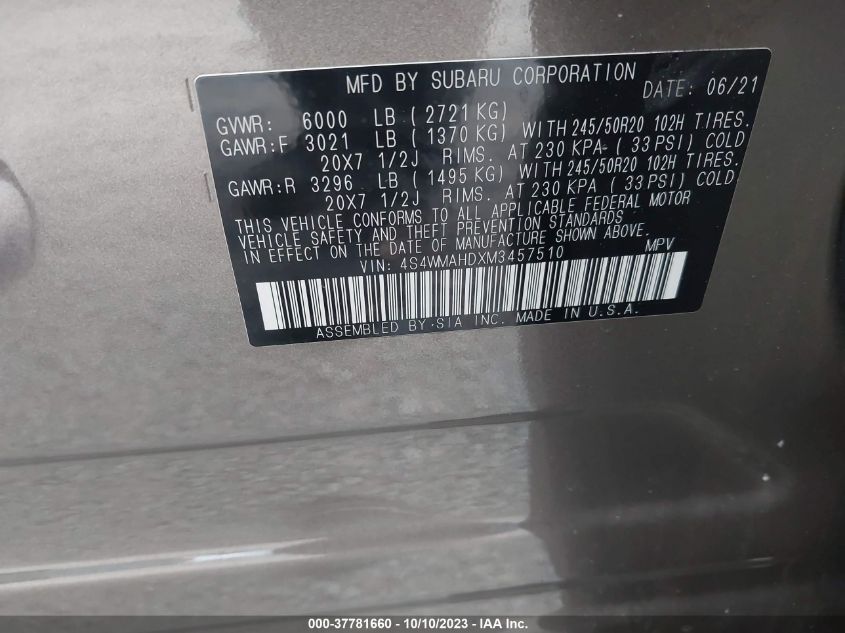 MFD BY SUBARU CORPORATION DATE: 06/21
GVWR: 6000 LB ( 2721 KG)
GAWR:F 3021 LB ( 1370 KG) WITH 245/50R20 102H TIRES.
20X7 1/2J RIMS. AT 230 KPA- ( 33 PSI) COLD
GAWR:R 3296 LB ( 1495 KG) WITH 245/50R20 102H TIRES.
20X7 1/2J RIMS. AT 230 KPA ( 33 PSI) COLD
THIS VEHICLE CONFORMS TO ALL APPLICABLE FEDERAL MOTOR
VEHICLE SAFETY AND THEFT PREVENTION STANDARDS
IN EFFECT ON THE DATE OF MANUFACTURE SHOWN ABOVE.
VIN: 4S4WMAHDXM3457510 MPV
ASSEMBLED BY SIA INC. MADE IN U.S.A.
000-37781660 - 10/10/2023 - IAA Inc.